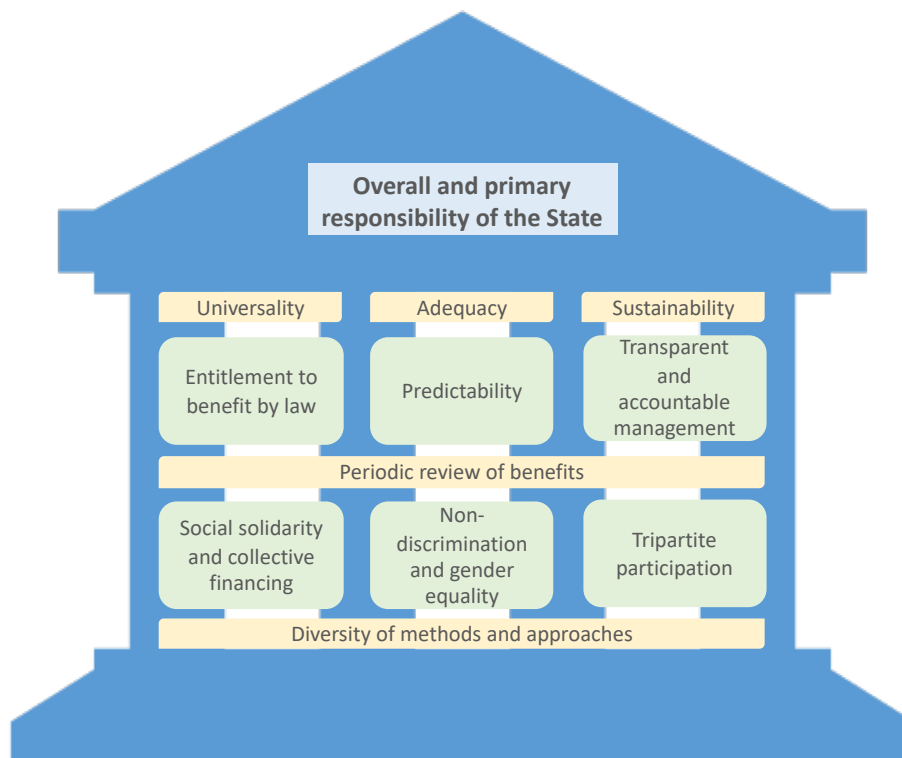 Overall and primary
responsibility of the State
Universality
Adequacy
Sustainability
Entitlement to
benefit by law
Predictability
Transparent
and
accountable
management
Periodic review of benefits
Social solidarity
and collective
financing
Non-
discrimination
and gender
equality
Tripartite
participation
Diversity of methods and approaches